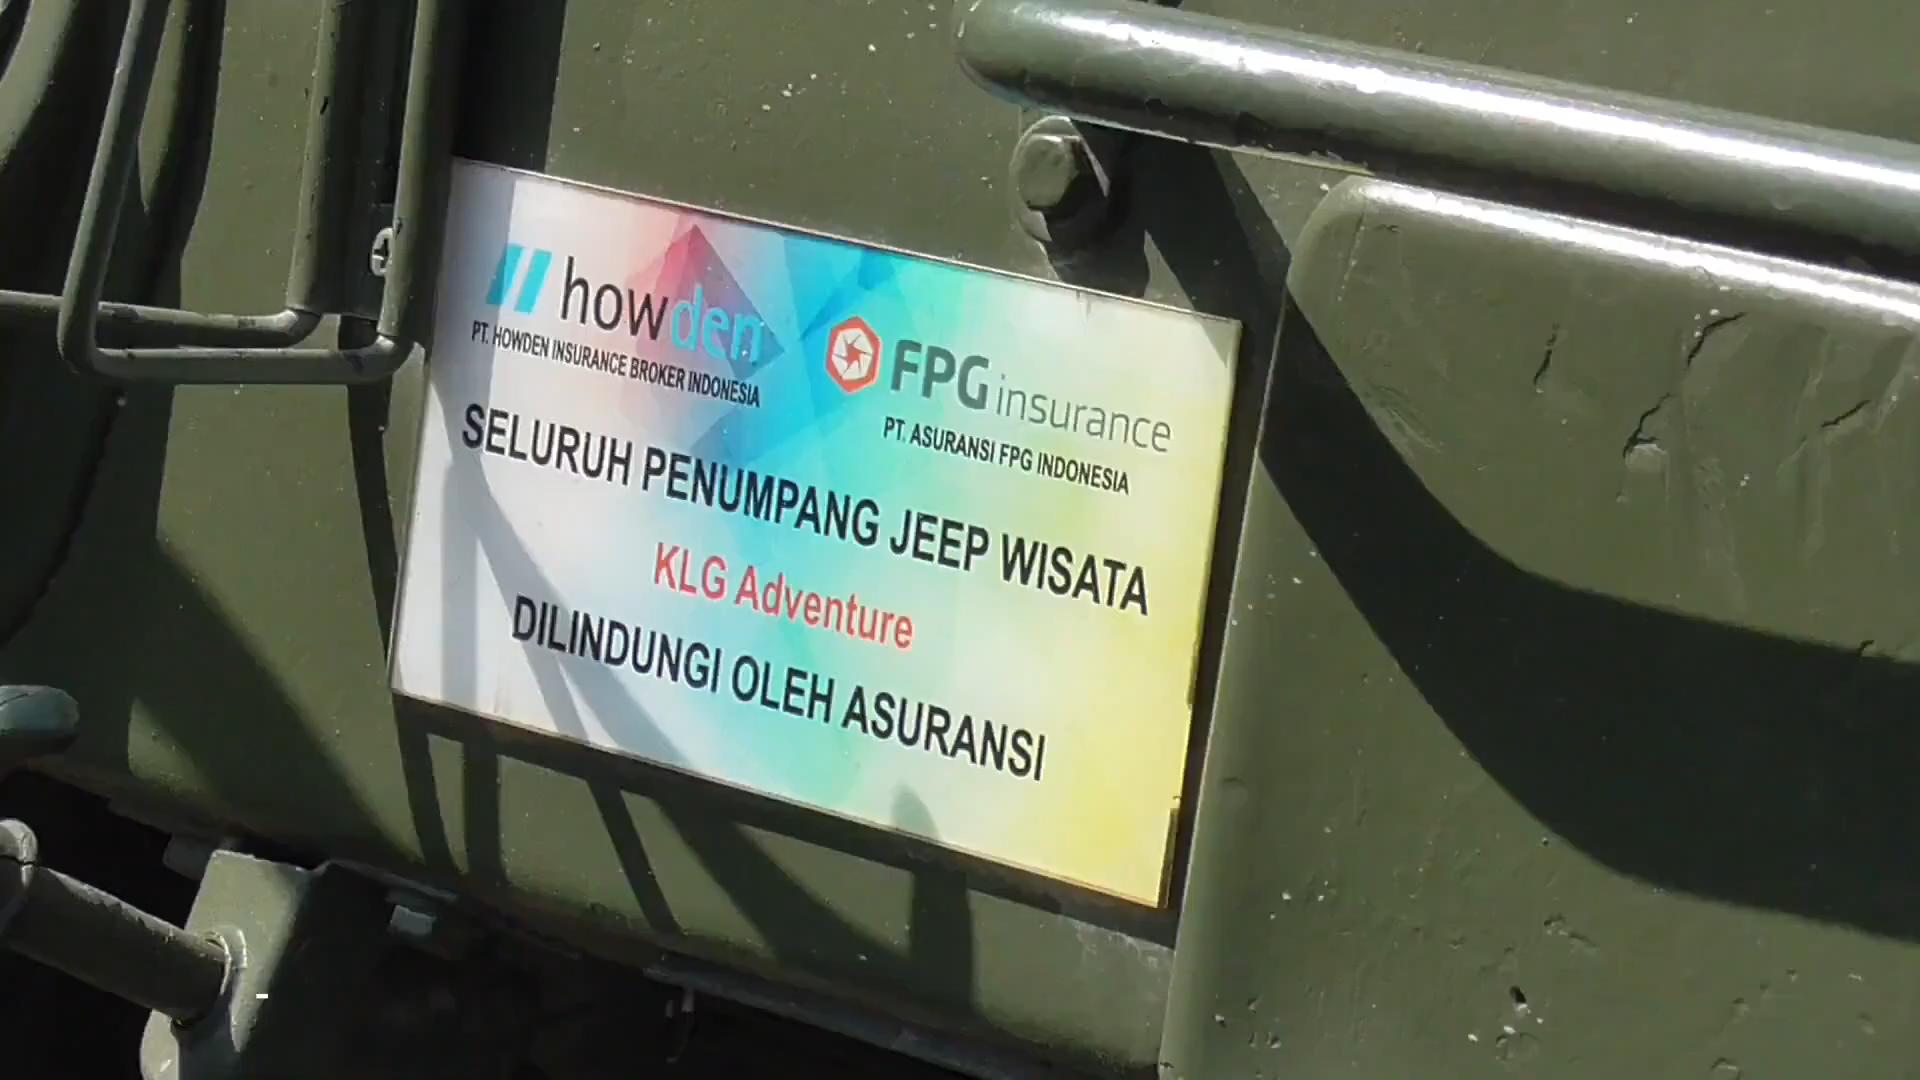 howden
PT. HOWDEN INSURANCE BROKER INDONESIA
FPG insurance
PT. ASURANSI FPG INDONESIA
SELURUH PENUMPANG JEEP WISATA
KLG Adventure
DILINDUNGI OLEH ASURANSI